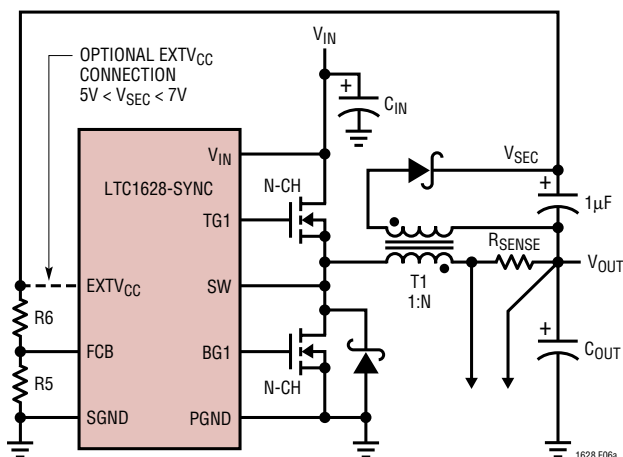 OPTIONAL EXTVCC
CONNECTION
5V < VSEC < 7V
VIN
+
CIN
VIN
LTC1628-SYNC
N-CH
TG1
VSEC
+
1μF
RSENSE
VOUT
T1
1:N
EXTVCC
SW
R6
FCB
BG1
N-CH
+
COUT
R5
SGND
PGND
1628 F06a